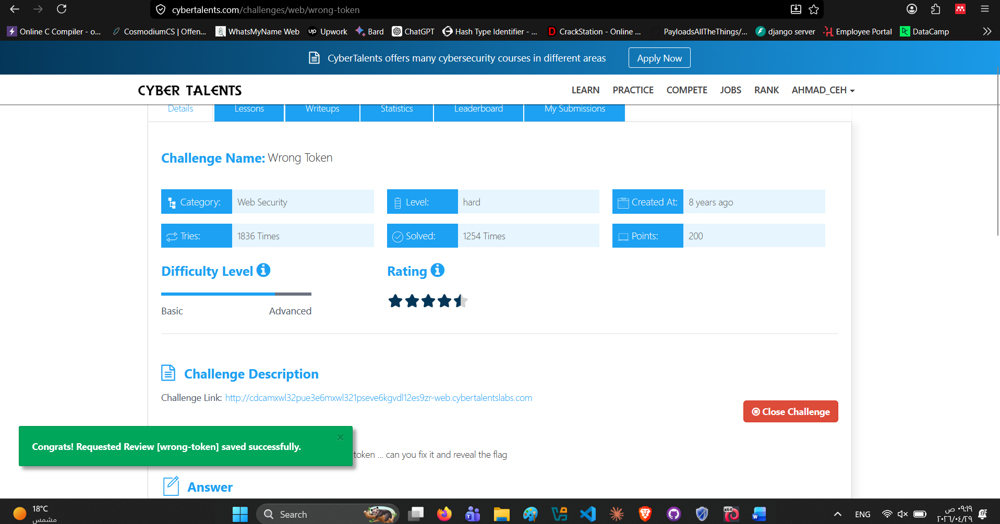 cybertalents.com/challenges/web/wrong-token
Online C Compiler - o...
CosmodiumCS | Offen...
WhatsMyName Web
Upwork
Bard
ChatGPT
Hash Type Identifier - ...
CrackStation - Online ...
PayloadsAllTheThings/...
django server
Employee Portal
DataCamp
CyberTalents offers many cybersecurity courses in different areas
Apply Now
CYBER TALENTS
LEARN
PRACTICE
COMPETE
JOBS
RANK
AHMAD_CEH
Details
Lessons
Writeups
Statistics
Leaderboard
My Submissions
Challenge Name: Wrong Token
Category: Web Security
Level: hard
Created At: 8 years ago
Tries: 1836 Times
Solved: 1254 Times
Points: 200
Difficulty Level
Rating
Basic
Advanced
Challenge Description
Challenge Link: http://cdcamxwl32pue3e6mxwl321pseve6kgvdl12es9zr-web.cybertalentslabs.com
Close Challenge
Congrats! Requested Review [wrong-token] saved successfully.
token ... can you fix it and reveal the flag
Answer
18°C
مشمس
Search
ENG
٠٩:١٩ ص
٢٠٢٦/٠٤/٢٩